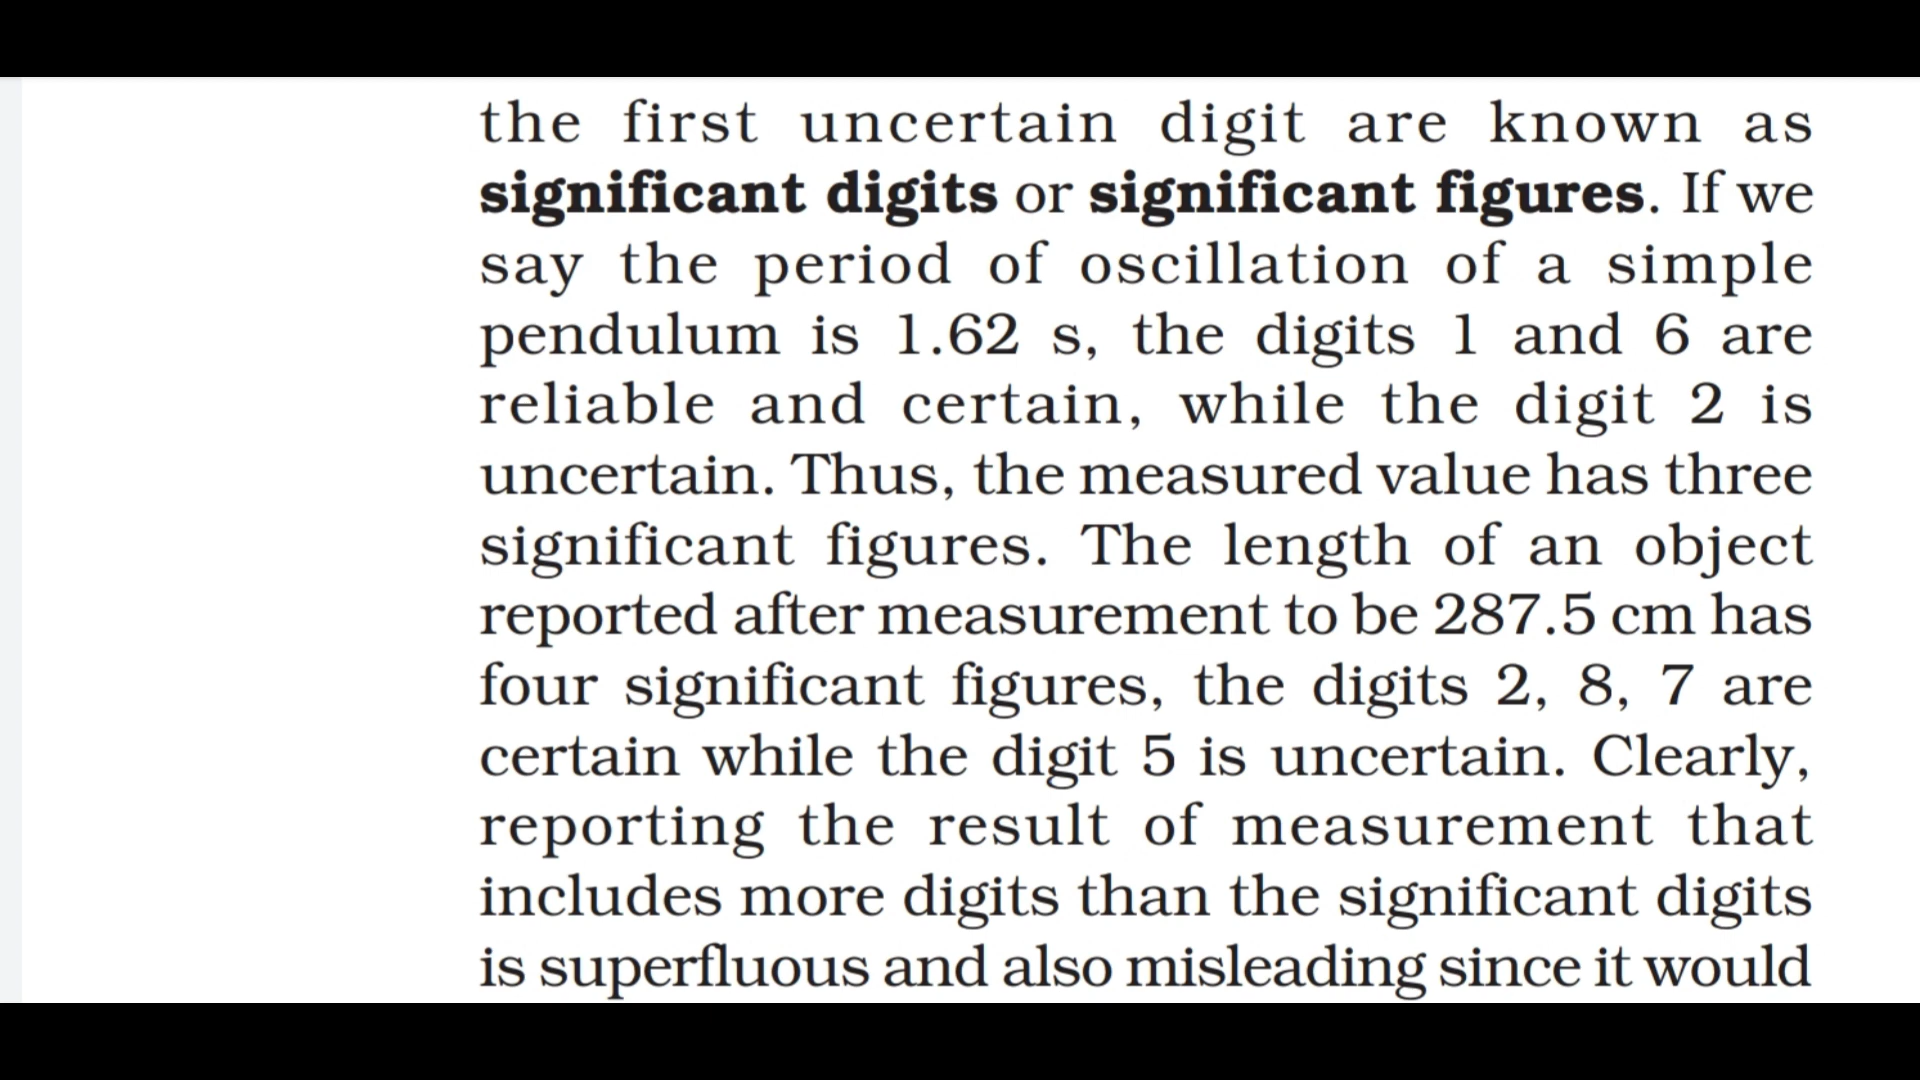 the first uncertain digit are known as
significant digits or significant figures. If we
say the period of oscillation of a simple
pendulum is 1.62 s, the digits 1 and 6 are
reliable and certain, while the digit 2 is
uncertain. Thus, the measured value has three
significant figures. The length of an object
reported after measurement to be 287.5 cm has
four significant figures, the digits 2, 8, 7 are
certain while the digit 5 is uncertain. Clearly,
reporting the result of measurement that
includes more digits than the significant digits
is superfluous and also misleading since it would